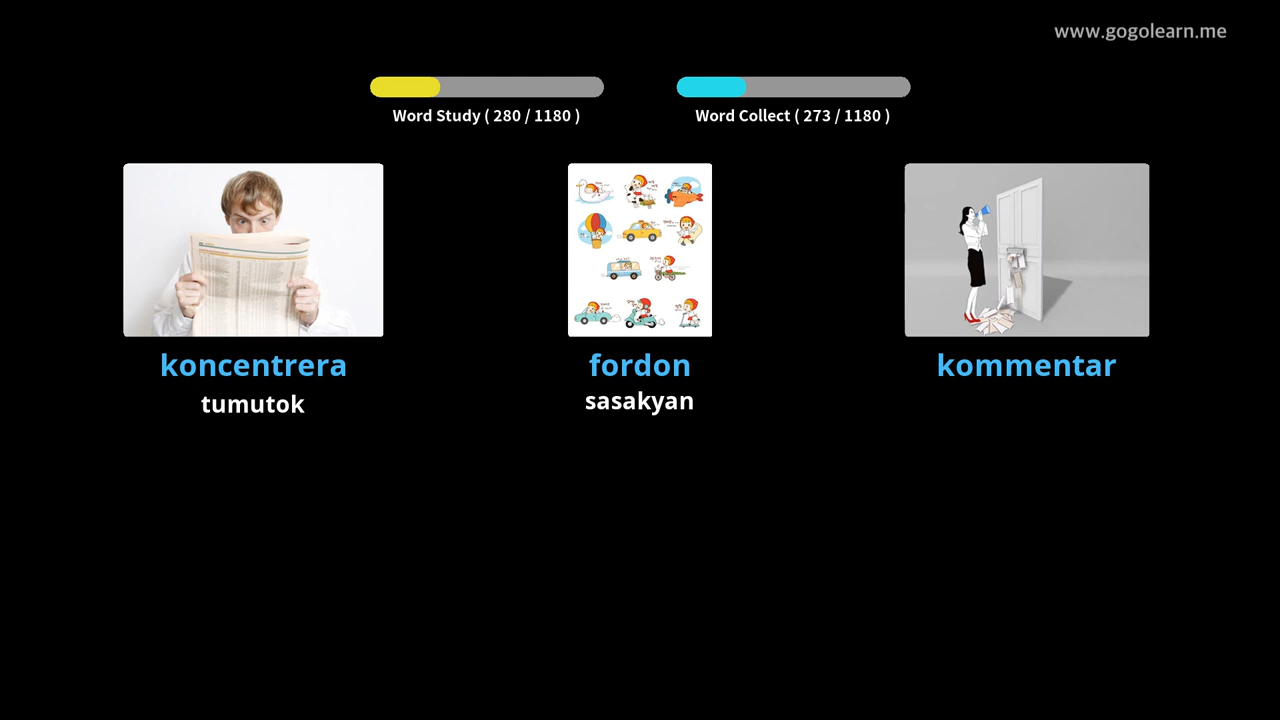 www.gogolearn.me
Word Study ( 280 / 1180 )
Word Collect ( 273 / 1180 )
koncentrera
fordon
kommentar
tumutok
sasakyan